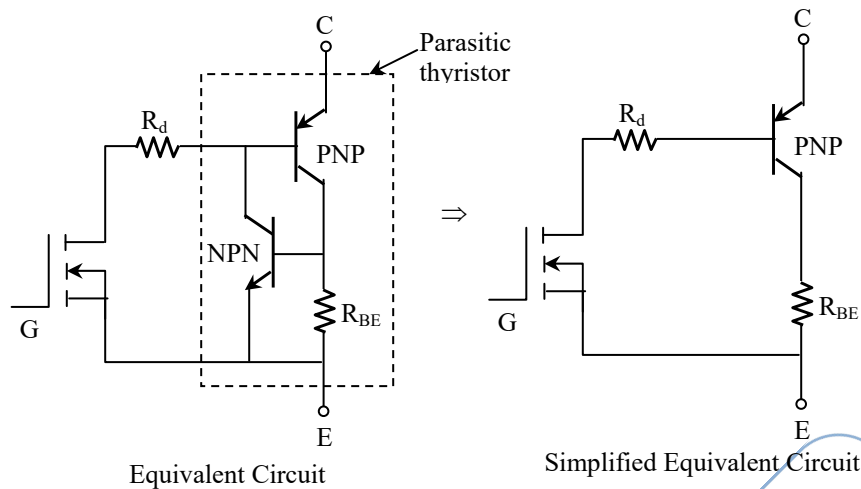 C
Parasitic
thyristor
R_d
PNP
NPN
R_BE
G
E
Equivalent Circuit
⇒
C
R_d
PNP
R_BE
G
E
Simplified Equivalent Circuit